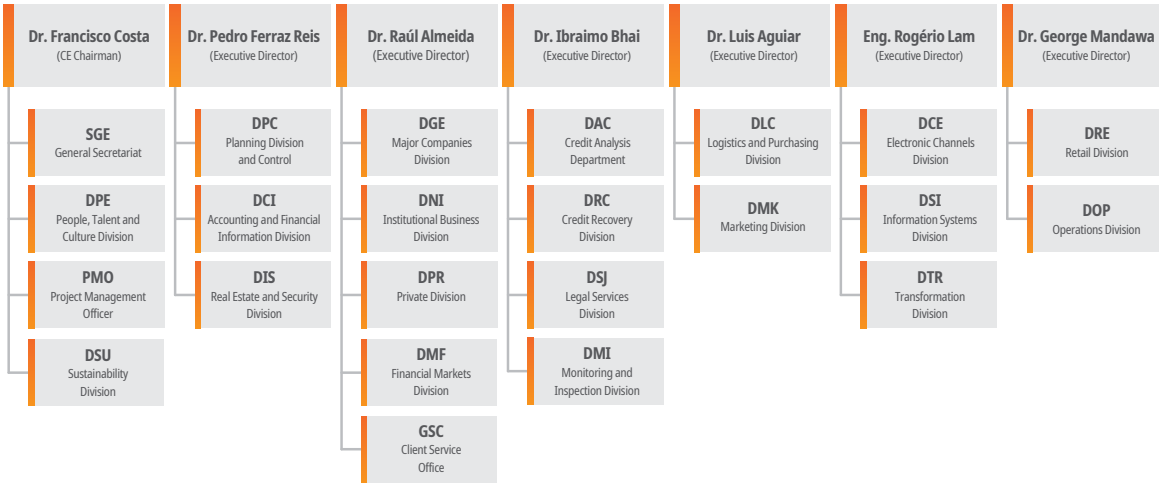 Dr. Francisco Costa
(CE Chairman)
SGE
General Secretariat
DPE
People, Talent and
Culture Division
PMO
Project Management
Officer
DSU
Sustainability
Division
Dr. Pedro Ferraz Reis
(Executive Director)
DPC
Planning Division
and Control
DCI
Accounting and Financial
Information Division
DIS
Real Estate and Security
Division
Dr. Raúl Almeida
(Executive Director)
DGE
Major Companies
Division
DNI
Institutional Business
Division
DPR
Private Division
DMF
Financial Markets
Division
GSC
Client Service
Office
Dr. Ibraimo Bhai
(Executive Director)
DAC
Credit Analysis
Department
DRC
Credit Recovery
Division
DSJ
Legal Services
Division
DMI
Monitoring and
Inspection Division
Dr. Luis Aguiar
(Executive Director)
DLC
Logistics and Purchasing
Division
DMK
Marketing Division
Eng. Rogério Lam
(Executive Director)
DCE
Electronic Channels
Division
DSI
Information Systems
Division
DTR
Transformation
Division
Dr. George Mandawa
(Executive Director)
DRE
Retail Division
DOP
Operations Division